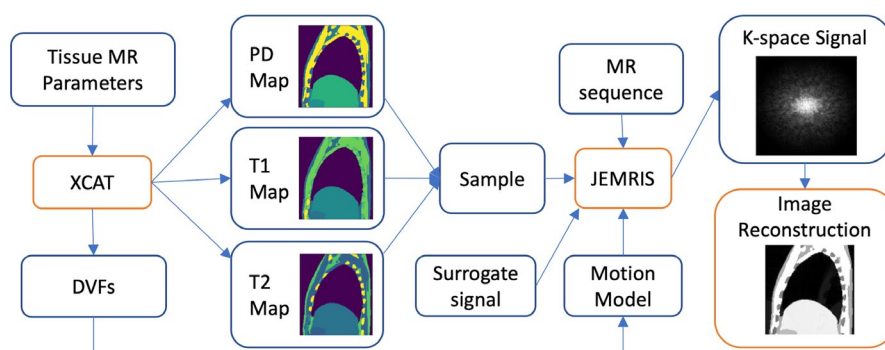 Tissue MR
Parameters
XCAT
DVFs
PD
Map
T1
Map
T2
Map
Sample
MR
sequence
JEMRIS
Surrogate
signal
Motion
Model
K-space Signal
Image
Reconstruction